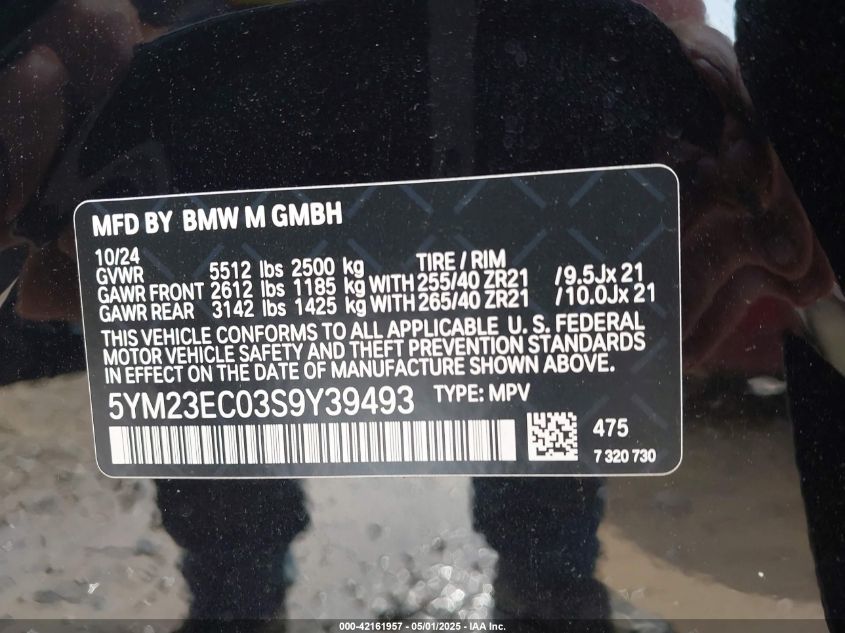 MFD BY BMW M GMBH
10/24
GVWR 5512 lbs 2500 kg TIRE / RIM
GAWR FRONT 2612 lbs 1185 kg WITH 255/40 ZR21 /9.5Jx 21
GAWR REAR 3142 lbs 1425 kg WITH 265/40 ZR21 /10.0Jx 21
THIS VEHICLE CONFORMS TO ALL APPLICABLE U. S. FEDERAL
MOTOR VEHICLE SAFETY AND THEFT PREVENTION STANDARDS
IN EFFECT ON THE DATE OF MANUFACTURE SHOWN ABOVE.
5YM23EC03S9Y39493 TYPE: MPV
475
7 320 730
000-42161957 - 05/01/2025 - IAA Inc.